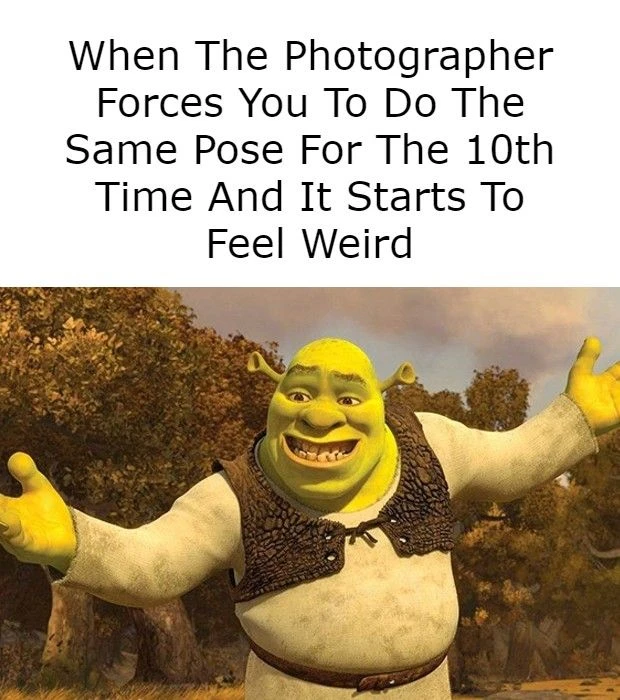 When The Photographer
Forces You To Do The
Same Pose For The 10th
Time And It Starts To
Feel Weird